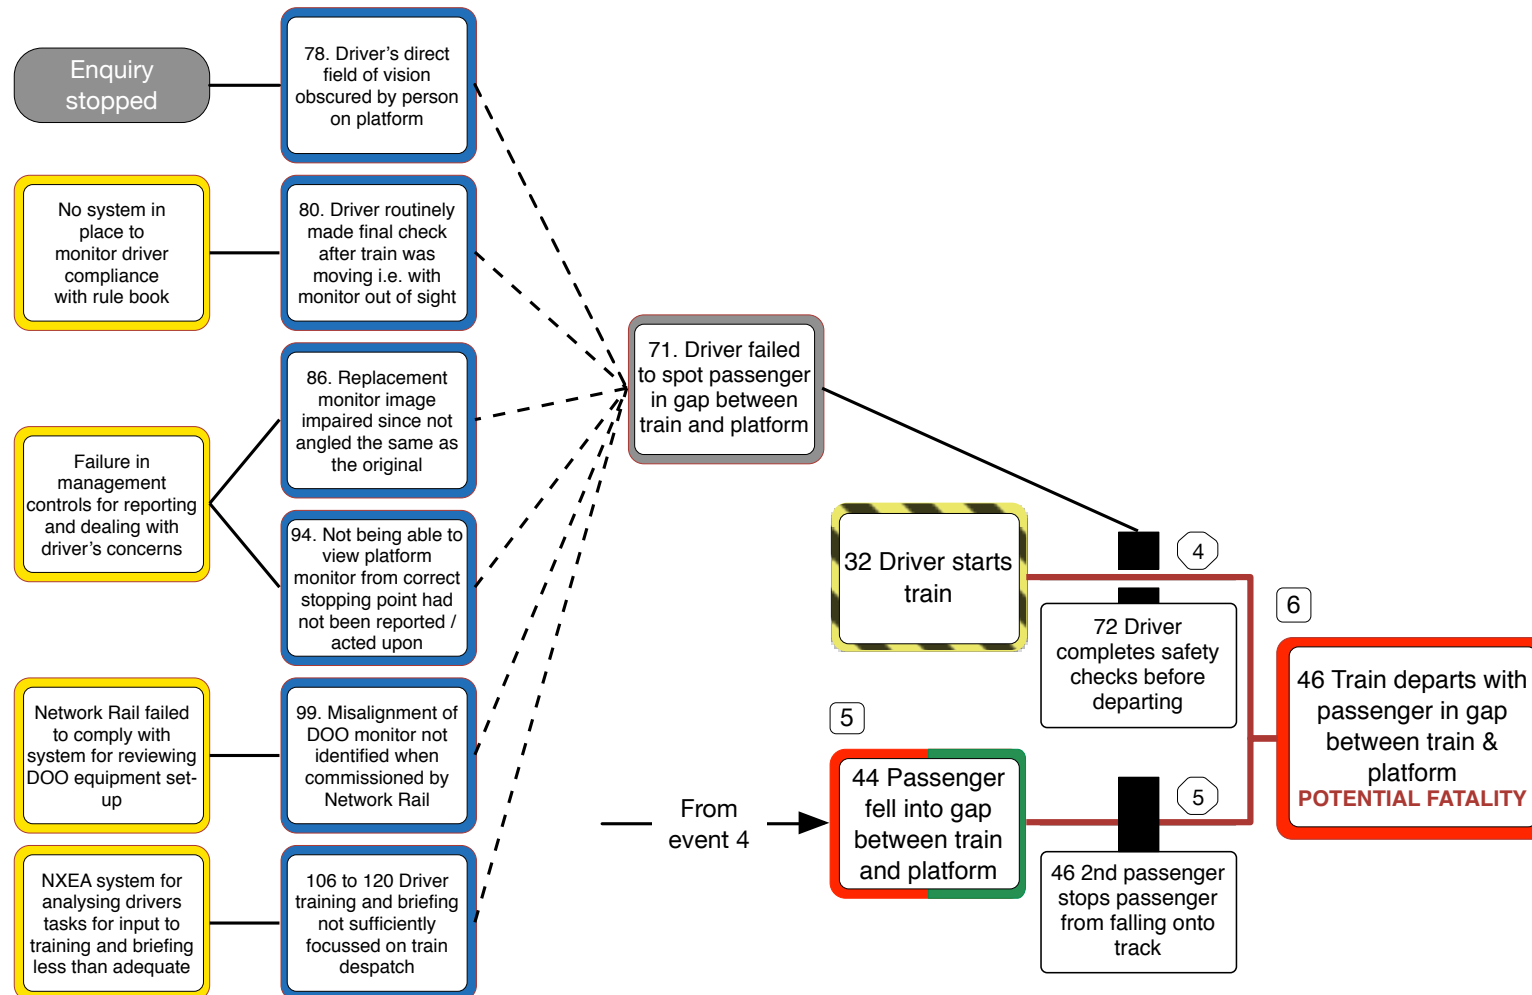 Enquiry
stopped
78. Driver's direct
field of vision
obscured by person
on platform
No system in
place to
monitor driver
compliance
with rule book
80. Driver routinely
made final check
after train was
moving i.e. with
monitor out of sight
86. Replacement
monitor image
impaired since not
angled the same as
the original
Failure in
management
controls for reporting
and dealing with
driver's concerns
94. Not being able to
view platform
monitor from correct
stopping point had
not been reported /
acted upon
Network Rail failed
to comply with
system for reviewing
DOO equipment set-
up
99. Misalignment of
DOO monitor not
identified when
commissioned by
Network Rail
NXEA system for
analysing drivers
tasks for input to
training and briefing
less than adequate
106 to 120 Driver
training and briefing
not sufficiently
focussed on train
despatch
71. Driver failed
to spot passenger
in gap between
train and platform
32 Driver starts
train
4
72 Driver
completes safety
checks before
departing
From
event 4
5
44 Passenger
fell into gap
between train
and platform
5
46 2nd passenger
stops passenger
from falling onto
track
6
46 Train departs with
passenger in gap
between train &
platform
POTENTIAL FATALITY